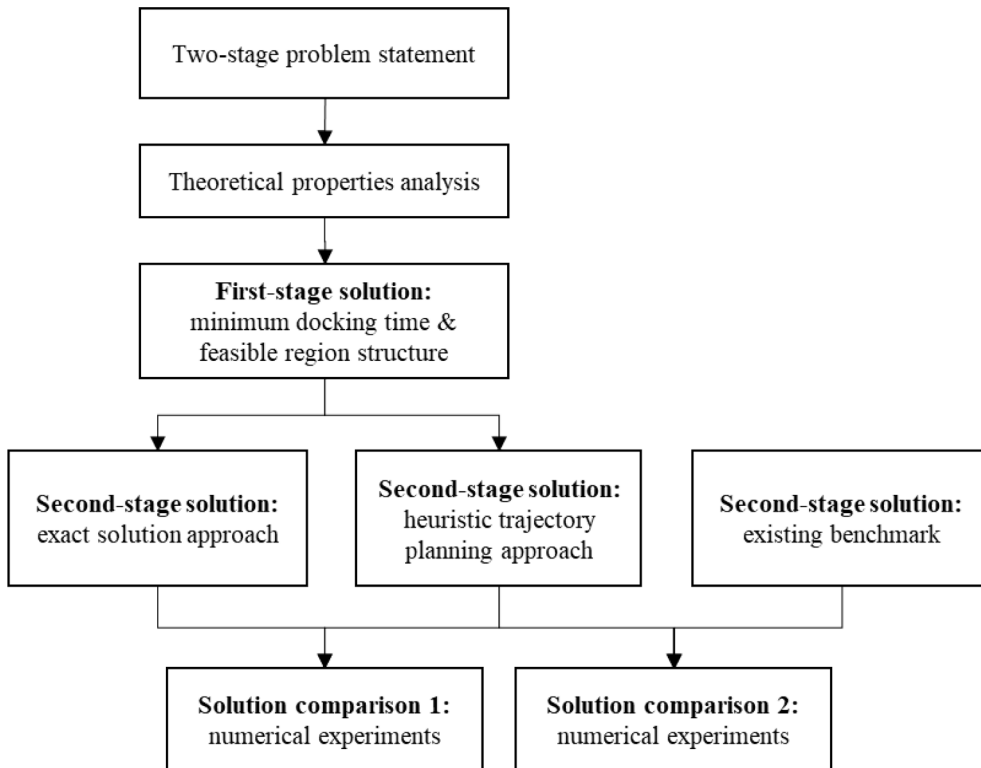 Two-stage problem statement
Theoretical properties analysis
First-stage solution:
minimum docking time &
feasible region structure
Second-stage solution:
exact solution approach
Second-stage solution:
heuristic trajectory
planning approach
Second-stage solution:
existing benchmark
Solution comparison 1:
numerical experiments
Solution comparison 2:
numerical experiments